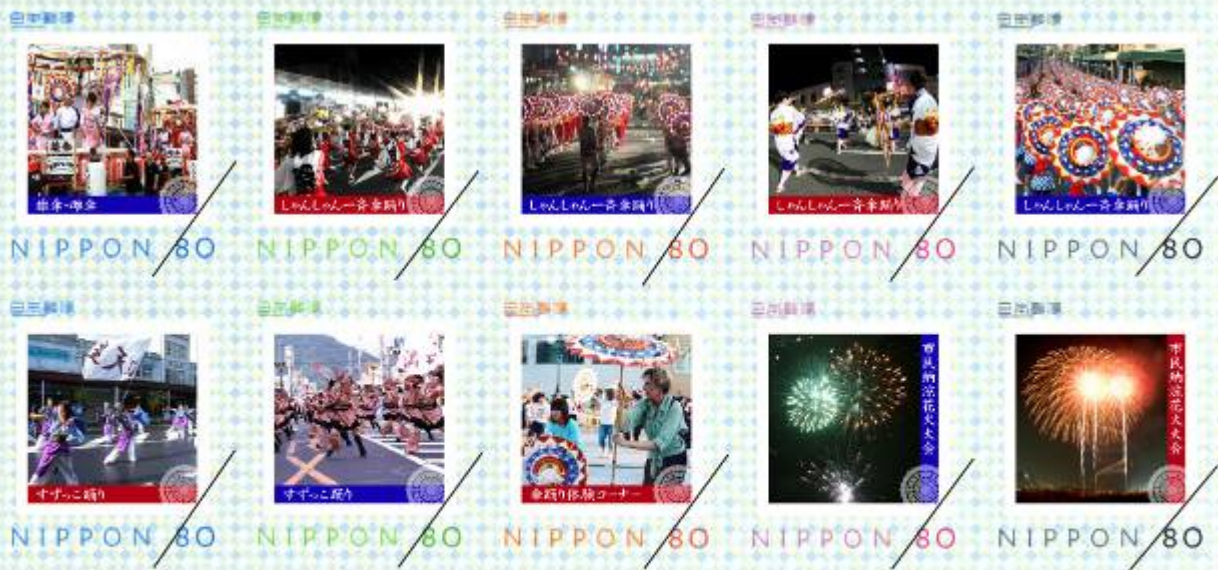 日本郵便 日本郵便 日本郵便 日本郵便 日本郵便
しゃんしゃん一斉傘踊り しゃんしゃん一斉傘踊り しゃんしゃん一斉傘踊り しゃんしゃん一斉傘踊り
NIPPON 80 NIPPON 80 NIPPON 80 NIPPON 80 NIPPON 80
日本郵便 日本郵便 日本郵便 日本郵便 日本郵便
市民納涼花火大会 市民納涼花火大会
すずっこ踊り すずっこ踊り 傘踊り体験コーナー
NIPPON 80 NIPPON 80 NIPPON 80 NIPPON 80 NIPPON 80